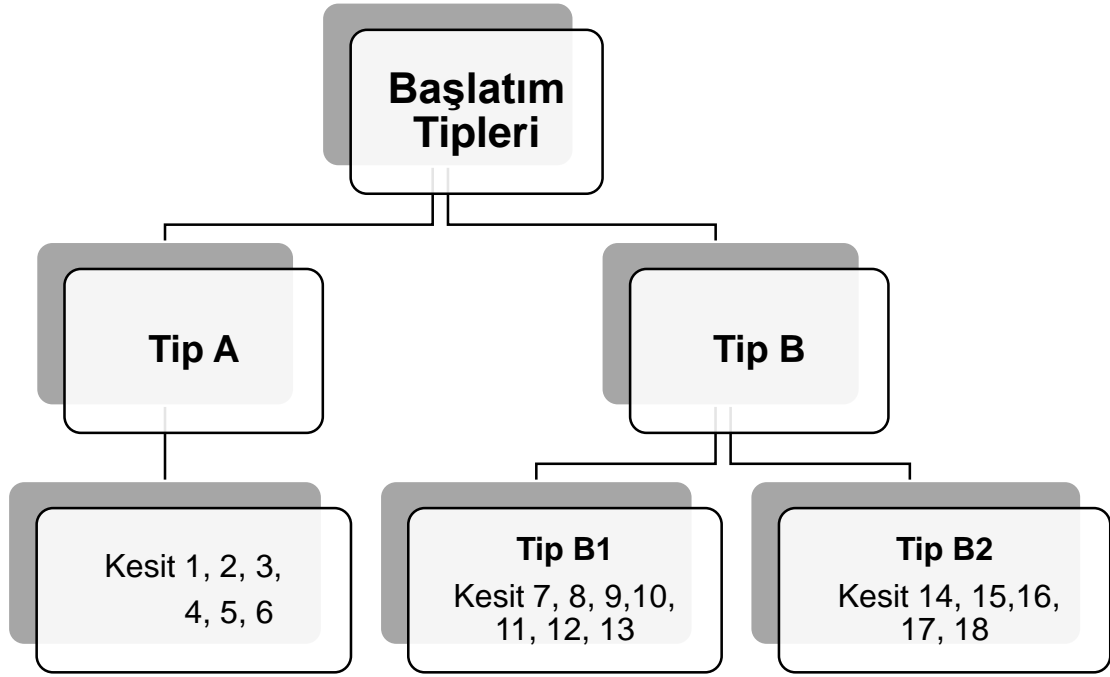 Başlatım
Tipleri
Tip A
Tip B
Kesit 1, 2, 3,
4, 5, 6
Tip B1
Kesit 7, 8, 9,10,
11, 12, 13
Tip B2
Kesit 14, 15,16,
17, 18